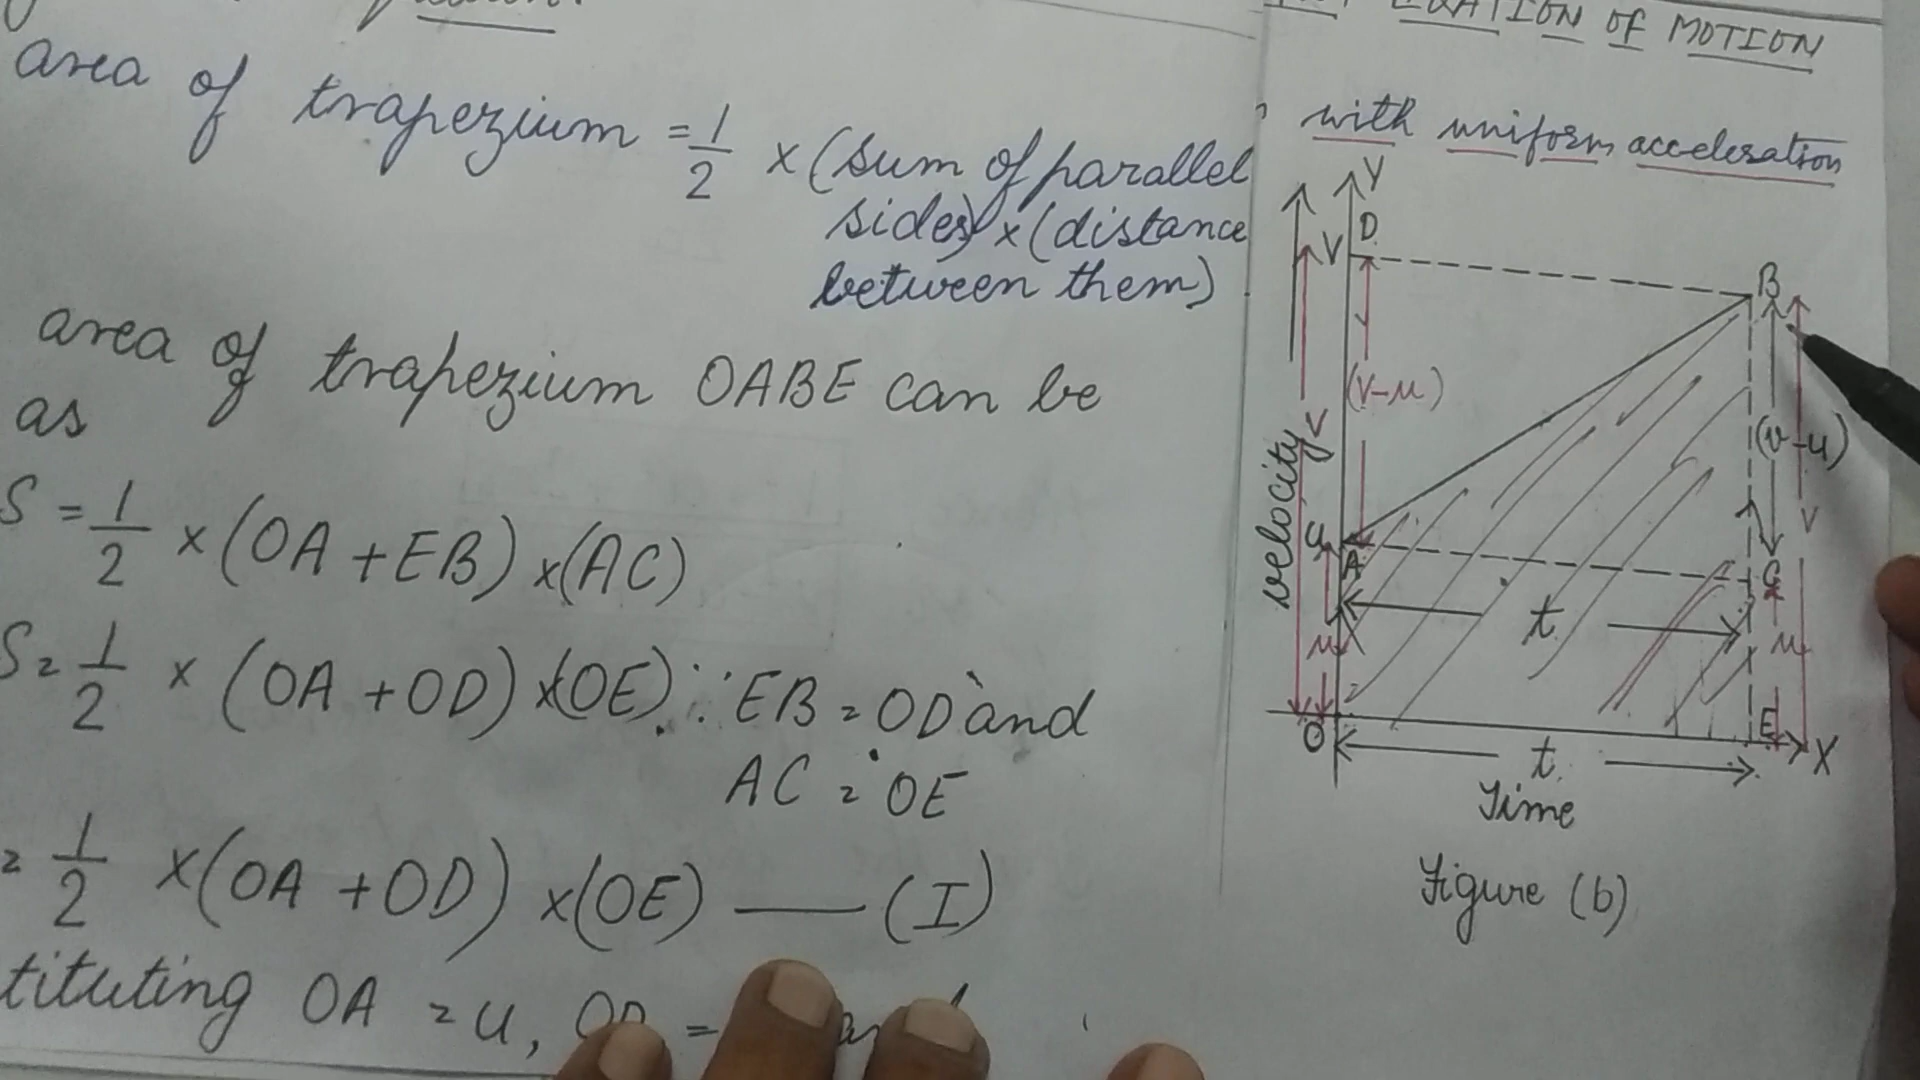 area of trapezium = 1/2 × (sum of parallel
sides) × (distance
between them)
area of trapezium OABE can be
as
S = 1/2 × (OA + EB) × (AC)
S = 1/2 × (OA + OD) × (OE) ∵ EB = OD and
AC = OE
= 1/2 × (OA + OD) × (OE) — (I)
tituting OA = u, OD =
OF MOTION
with uniform acceleration
Y
D
V
B
(v-u)
(v-u)
velocity
V
V
u
A
C
t
u
u
O
E
X
t
Time
Figure (b)